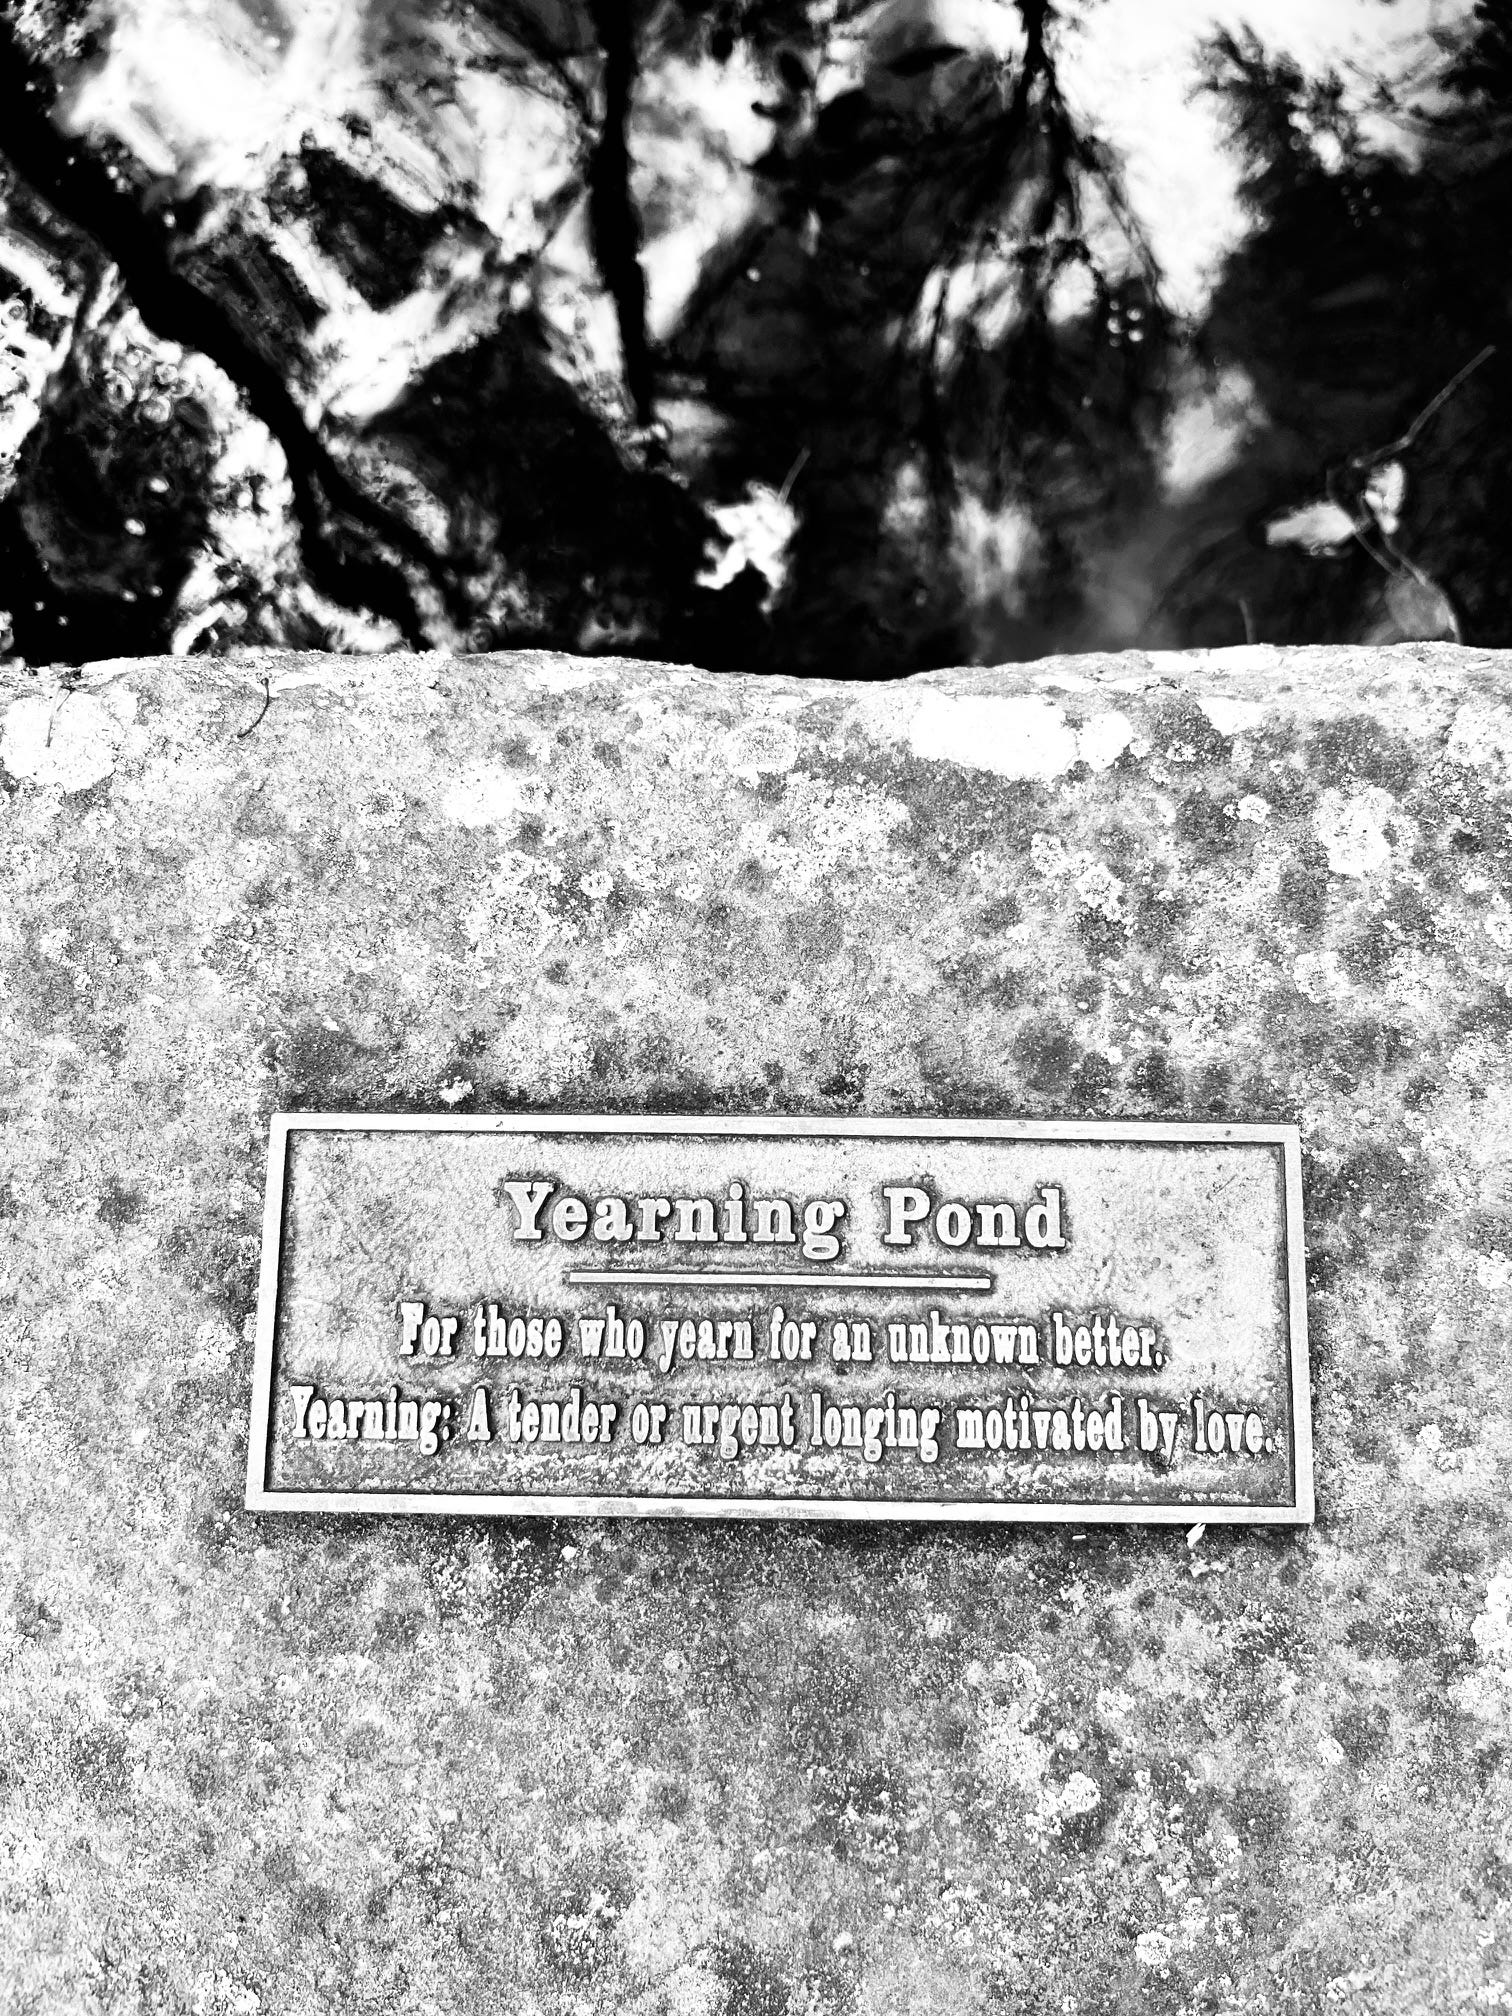 Yearning Pond
For those who yearn for an unknown better.
Yearning: A tender or urgent longing motivated by love.